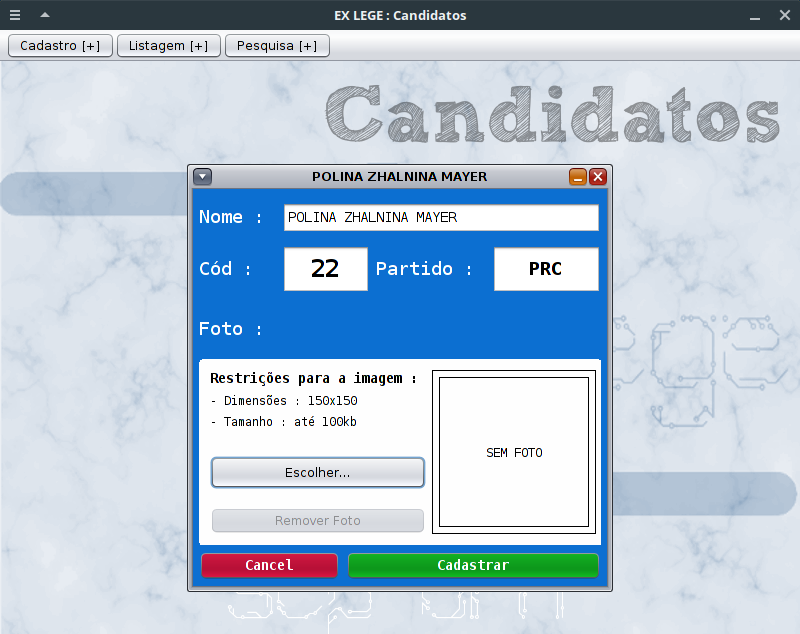 EX LEGE : Candidatos
Cadastro [+] Listagem [+] Pesquisa [+]
Candidatos
POLINA ZHALNINA MAYER
Nome : POLINA ZHALNINA MAYER
Cód : 22 Partido : PRC
Foto :
Restrições para a imagem :
- Dimensões : 150x150
- Tamanho : até 100kb
SEM FOTO
Escolher...
Remover Foto
Cancel Cadastrar